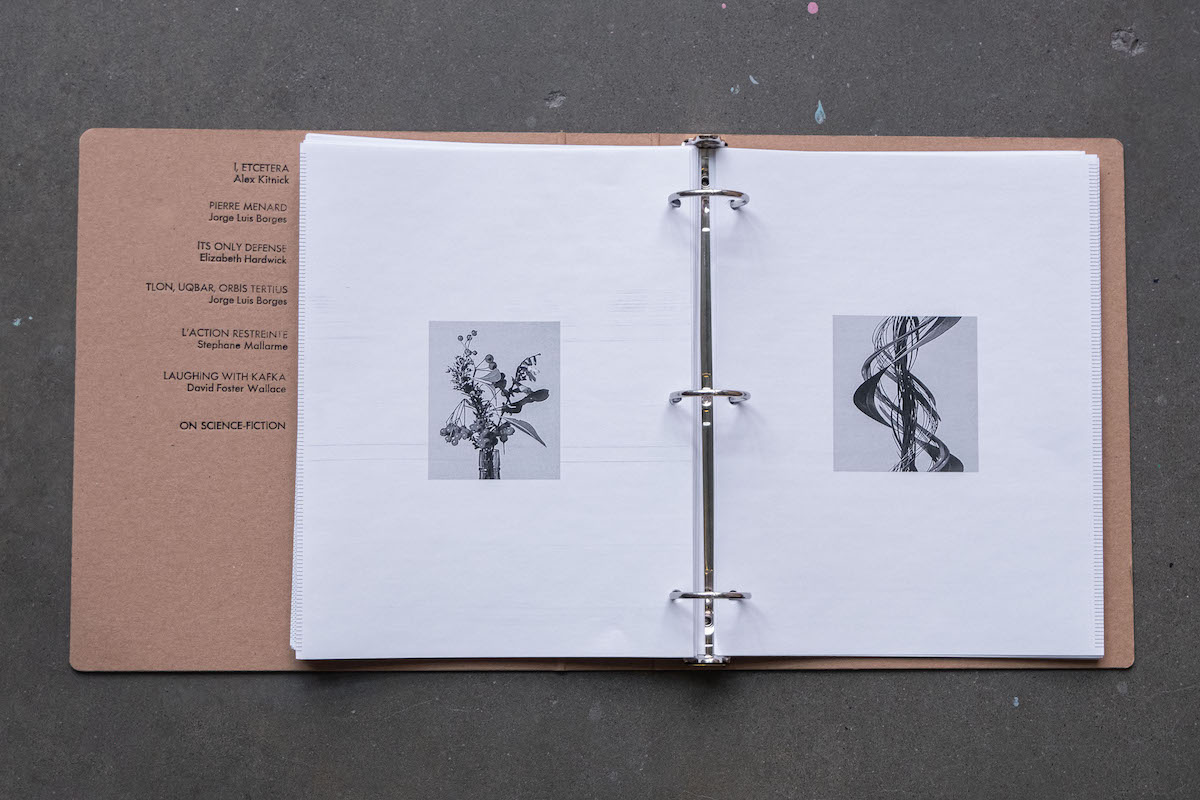 I, ETCETERA
Alex Kitnick
PIERRE MENARD
Jorge Luis Borges
ITS ONLY DEFENSE
Elizabeth Hardwick
TLON, UQBAR, ORBIS TERTIUS
Jorge Luis Borges
L'ACTION RESTREINTE
Stephane Mallarme
LAUGHING WITH KAFKA
David Foster Wallace
ON SCIENCE-FICTION